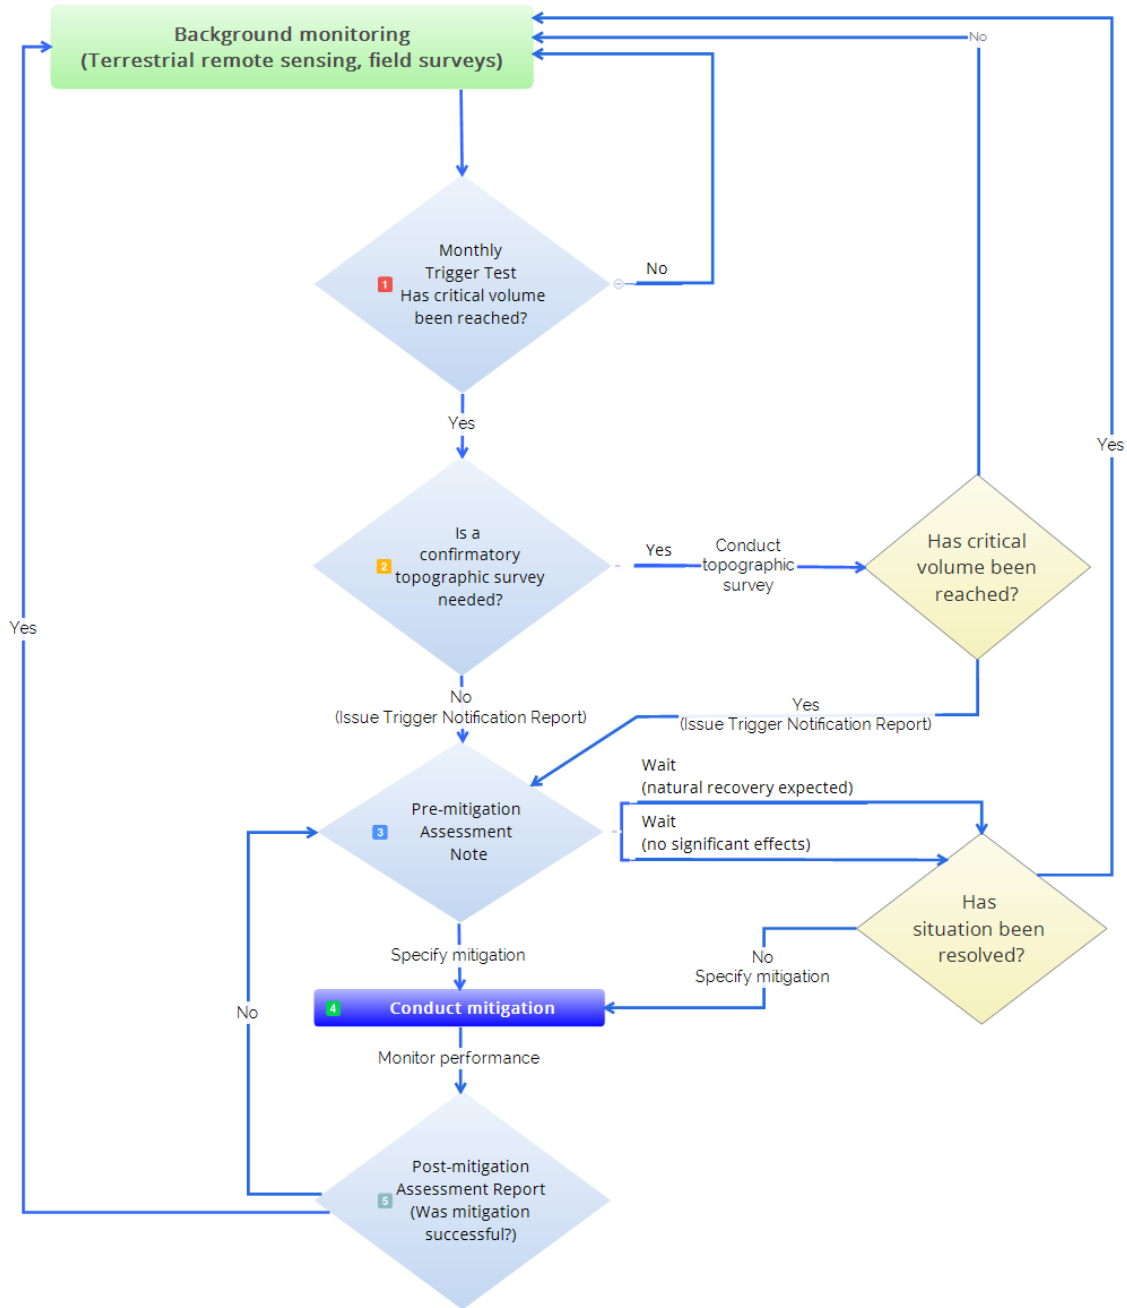 Background monitoring
(Terrestrial remote sensing, field surveys)
No
Monthly
Trigger Test
1
Has critical volume
been reached?
No
Yes
Yes
Is a
confirmatory
2
topographic survey
needed?
Yes
Conduct
topographic
survey
Has critical
volume been
reached?
Yes
No
(Issue Trigger Notification Report)
Yes
(Issue Trigger Notification Report)
Wait
(natural recovery expected)
Wait
(no significant effects)
Pre-mitigation
3
Assessment
Note
Has
situation been
resolved?
Specify mitigation
No
Specify mitigation
4
Conduct mitigation
No
Monitor performance
Post-mitigation
Assessment Report
5
(Was mitigation
successful?)